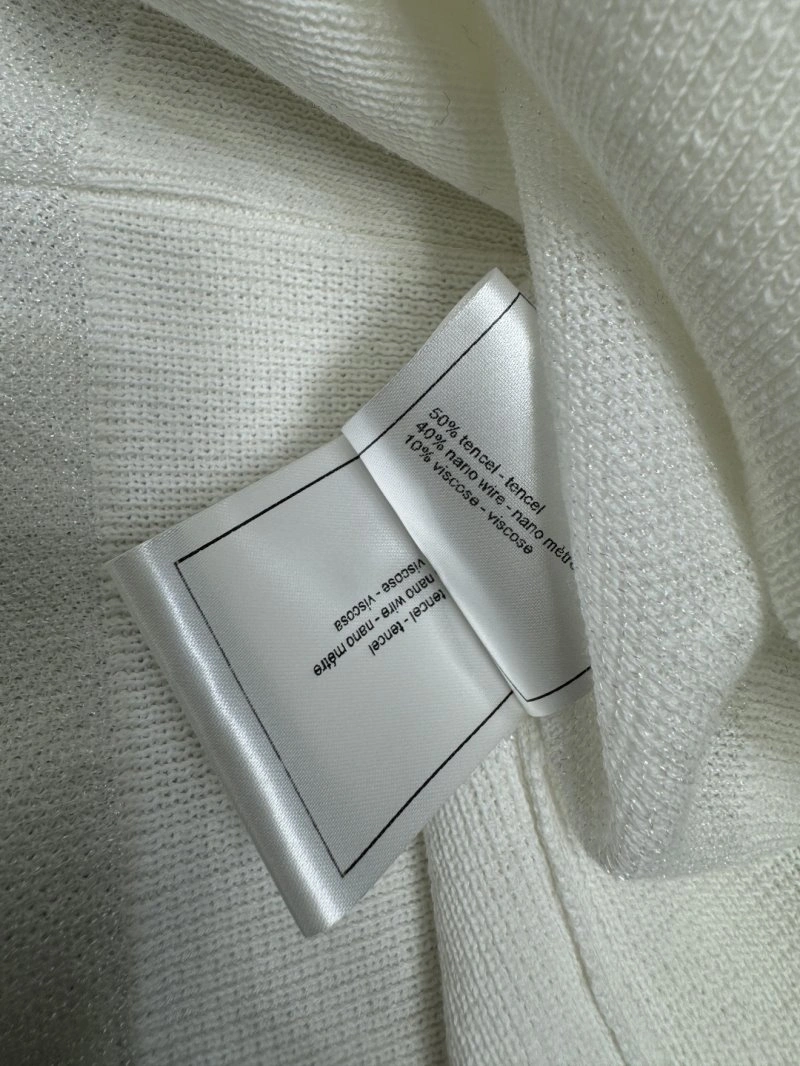 50% tencel - tencel
40% nano wire - nano mètre
10% viscose - viscose
tencel - tencel
nano wire - nano mètre
viscose - viscosa